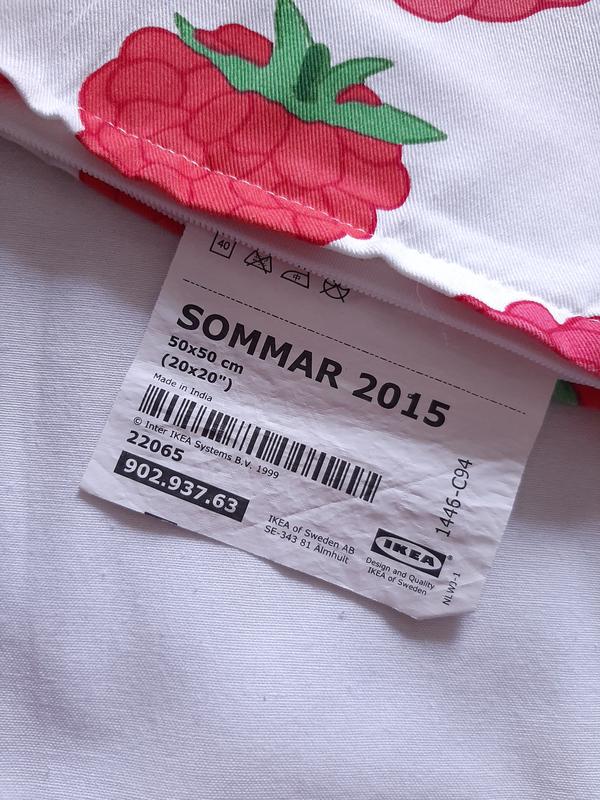 40
SOMMAR 2015
50x50 cm
(20x20")
Made in India
© Inter IKEA Systems B.V. 1999
22065
902.937.63
IKEA of Sweden AB
SE-343 81 Älmhult
IKEA®
Design and Quality
IKEA of Sweden
1446-C94